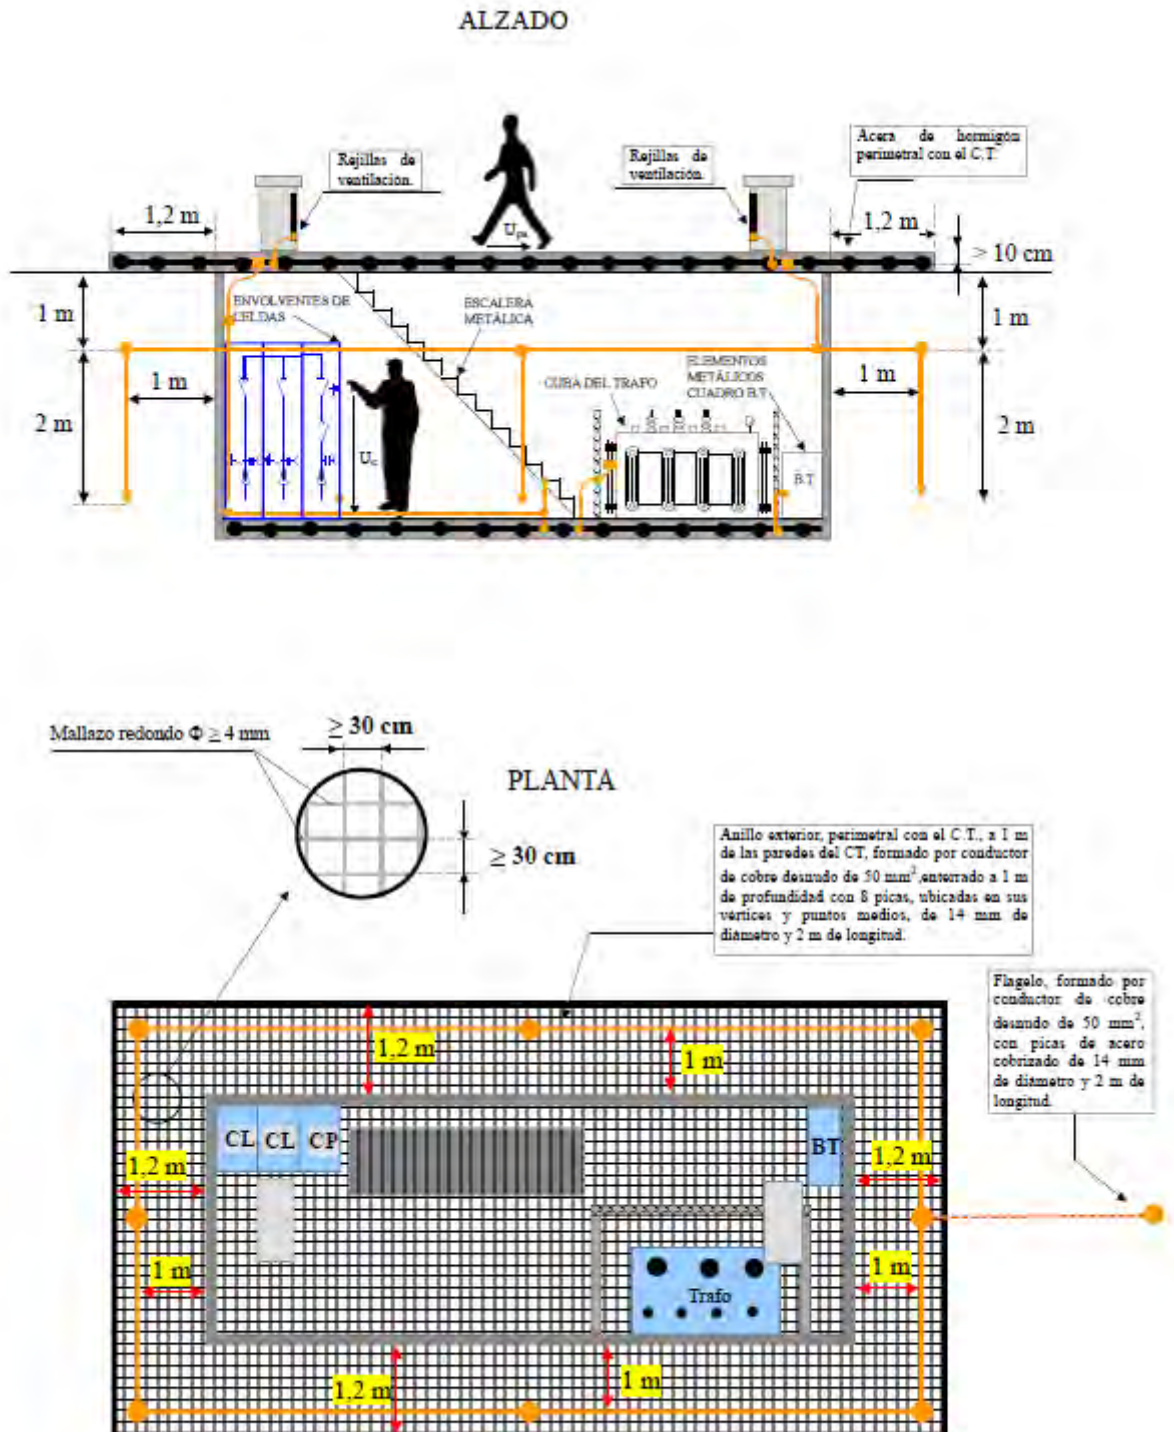 ALZADO
Rejillas de
ventilación.
Rejillas de
ventilación.
Acera de hormigón
perimetral con el C.T.
1,2 m
U
1,2 m
> 10 cm
1 m
ENVOLVENTES DE
CELDAS
ESCALERA
METÁLICA
1 m
1 m
CUBA DEL TRAFO
ELEMENTOS
METÁLICOS
CUADRO B.T
1 m
2 m
U
B.T
2 m
Mallazo redondo Φ ≥ 4 mm
≥ 30 cm
PLANTA
≥ 30 cm
Anillo exterior, perimetral con el C.T., a 1 m
de las paredes del CT, formado por conductor
de cobre desnudo de 50 mm²,enterrado a 1 m
de profundidad con 8 picas, ubicadas en sus
vértices y puntos medios, de 14 mm de
diámetro y 2 m de longitud.
Flagelo, formado por
conductor de cobre
desnudo de 50 mm²,
con picas de acero
cobrizado de 14 mm
de diámetro y 2 m de
longitud.
1,2 m
1 m
CL CL CP
BT
1,2 m
1,2 m
1 m
1 m
Trafo
1,2 m
1 m